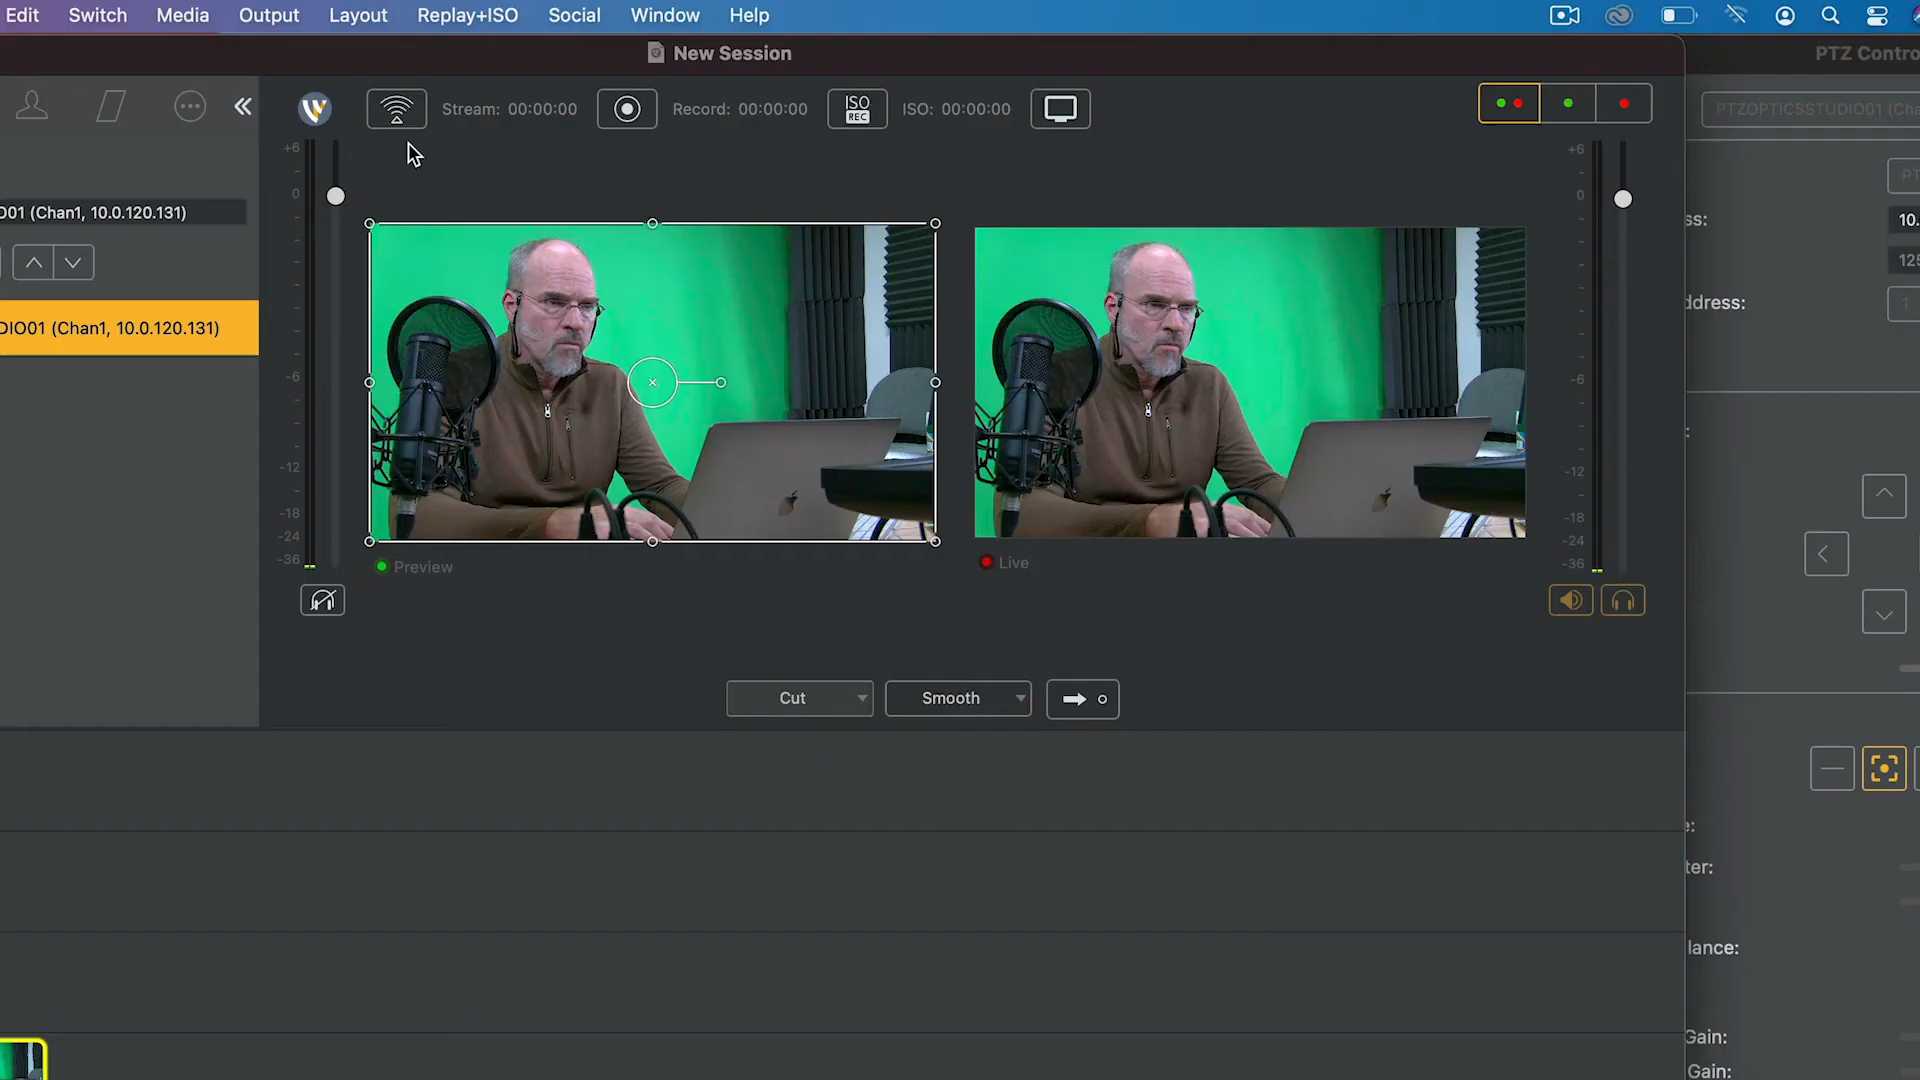 Edit Switch Media Output Layout Replay+ISO Social Window Help
New Session
PTZ Contro
Stream: 00:00:00
Record: 00:00:00
ISO
REC
ISO: 00:00:00
PTZOPTICSSTUDIO01 (Cha
+6
0
-6
-12
-18
-24
-36
+6
0
-6
-12
-18
-24
-36
PT
O01 (Chan1, 10.0.120.131)
ss:
10.
125
ddress:
1
DIO01 (Chan1, 10.0.120.131)
Preview
Live
Cut
Smooth
ter:
lance:
Gain:
Gain: